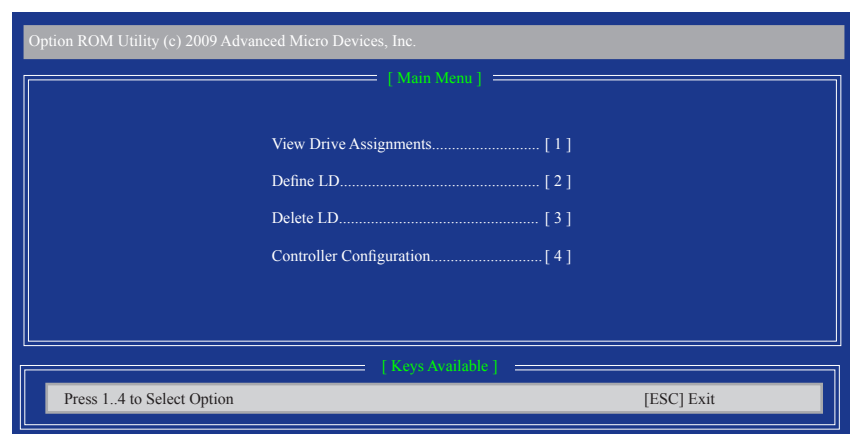 Option ROM Utility (c) 2009 Advanced Micro Devices, Inc.
[ Main Menu ]
View Drive Assignments........................... [ 1 ]
Define LD.................................................. [ 2 ]
Delete LD.................................................. [ 3 ]
Controller Configuration............................[ 4 ]
[ Keys Available ]
Press 1..4 to Select Option [ESC] Exit